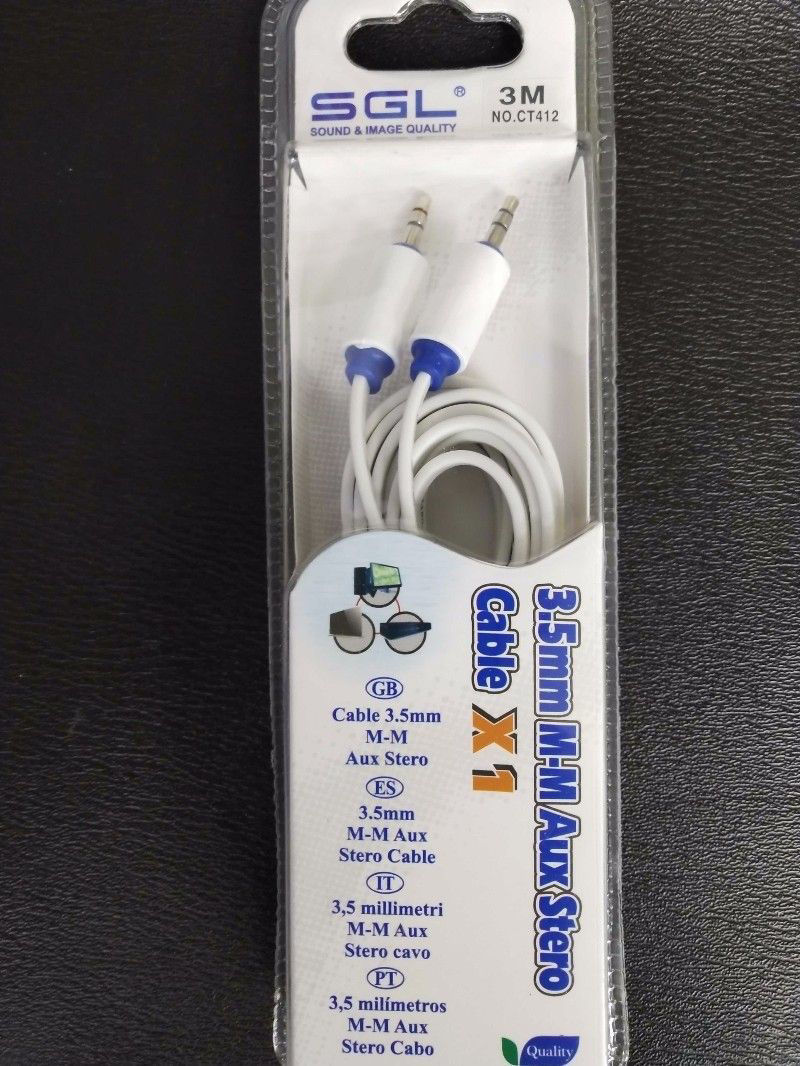 SGL®
SOUND & IMAGE QUALITY
3M
NO.CT412
3.5mm M-M Aux Stero
Cable X 1
GB
Cable 3.5mm
M-M
Aux Stero
ES
3.5mm
M-M Aux
Stero Cable
IT
3,5 millimetri
M-M Aux
Stero cavo
PT
3,5 milímetros
M-M Aux
Stero Cabo
Quality